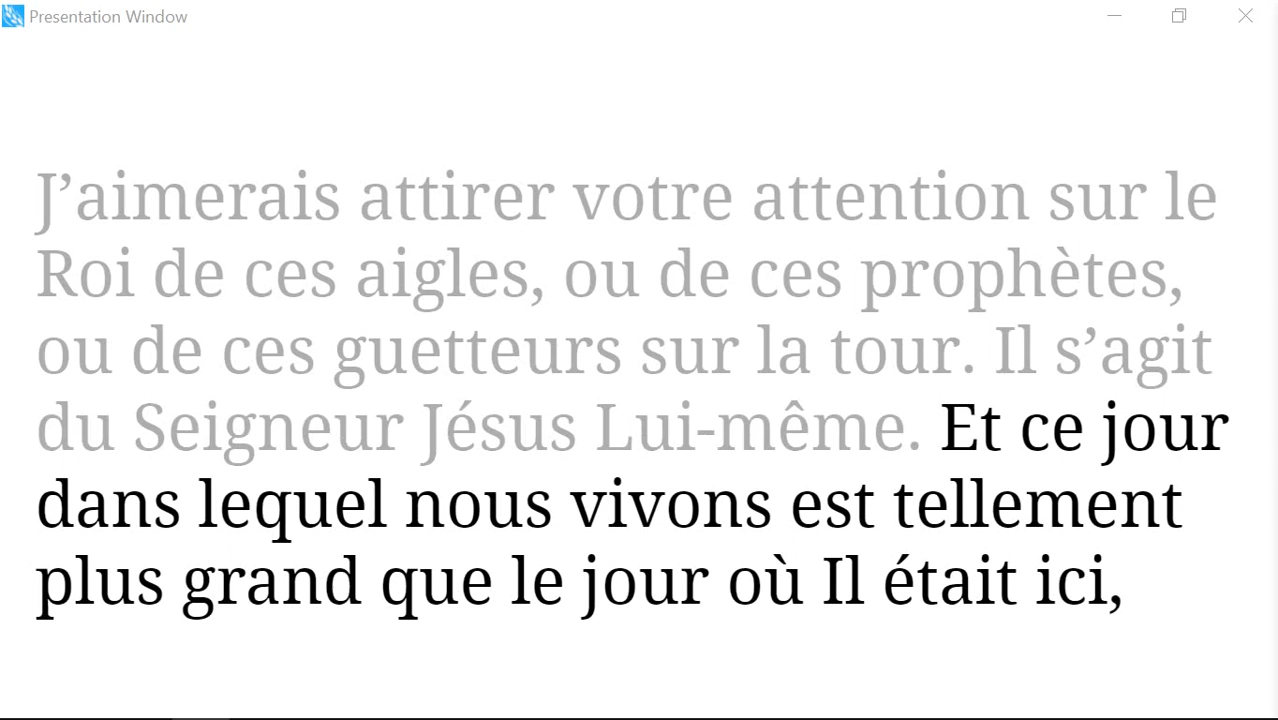 Presentation Window
J’aimerais attirer votre attention sur le
Roi de ces aigles, ou de ces prophètes,
ou de ces guetteurs sur la tour. Il s’agit
du Seigneur Jésus Lui-même. Et ce jour
dans lequel nous vivons est tellement
plus grand que le jour où Il était ici,